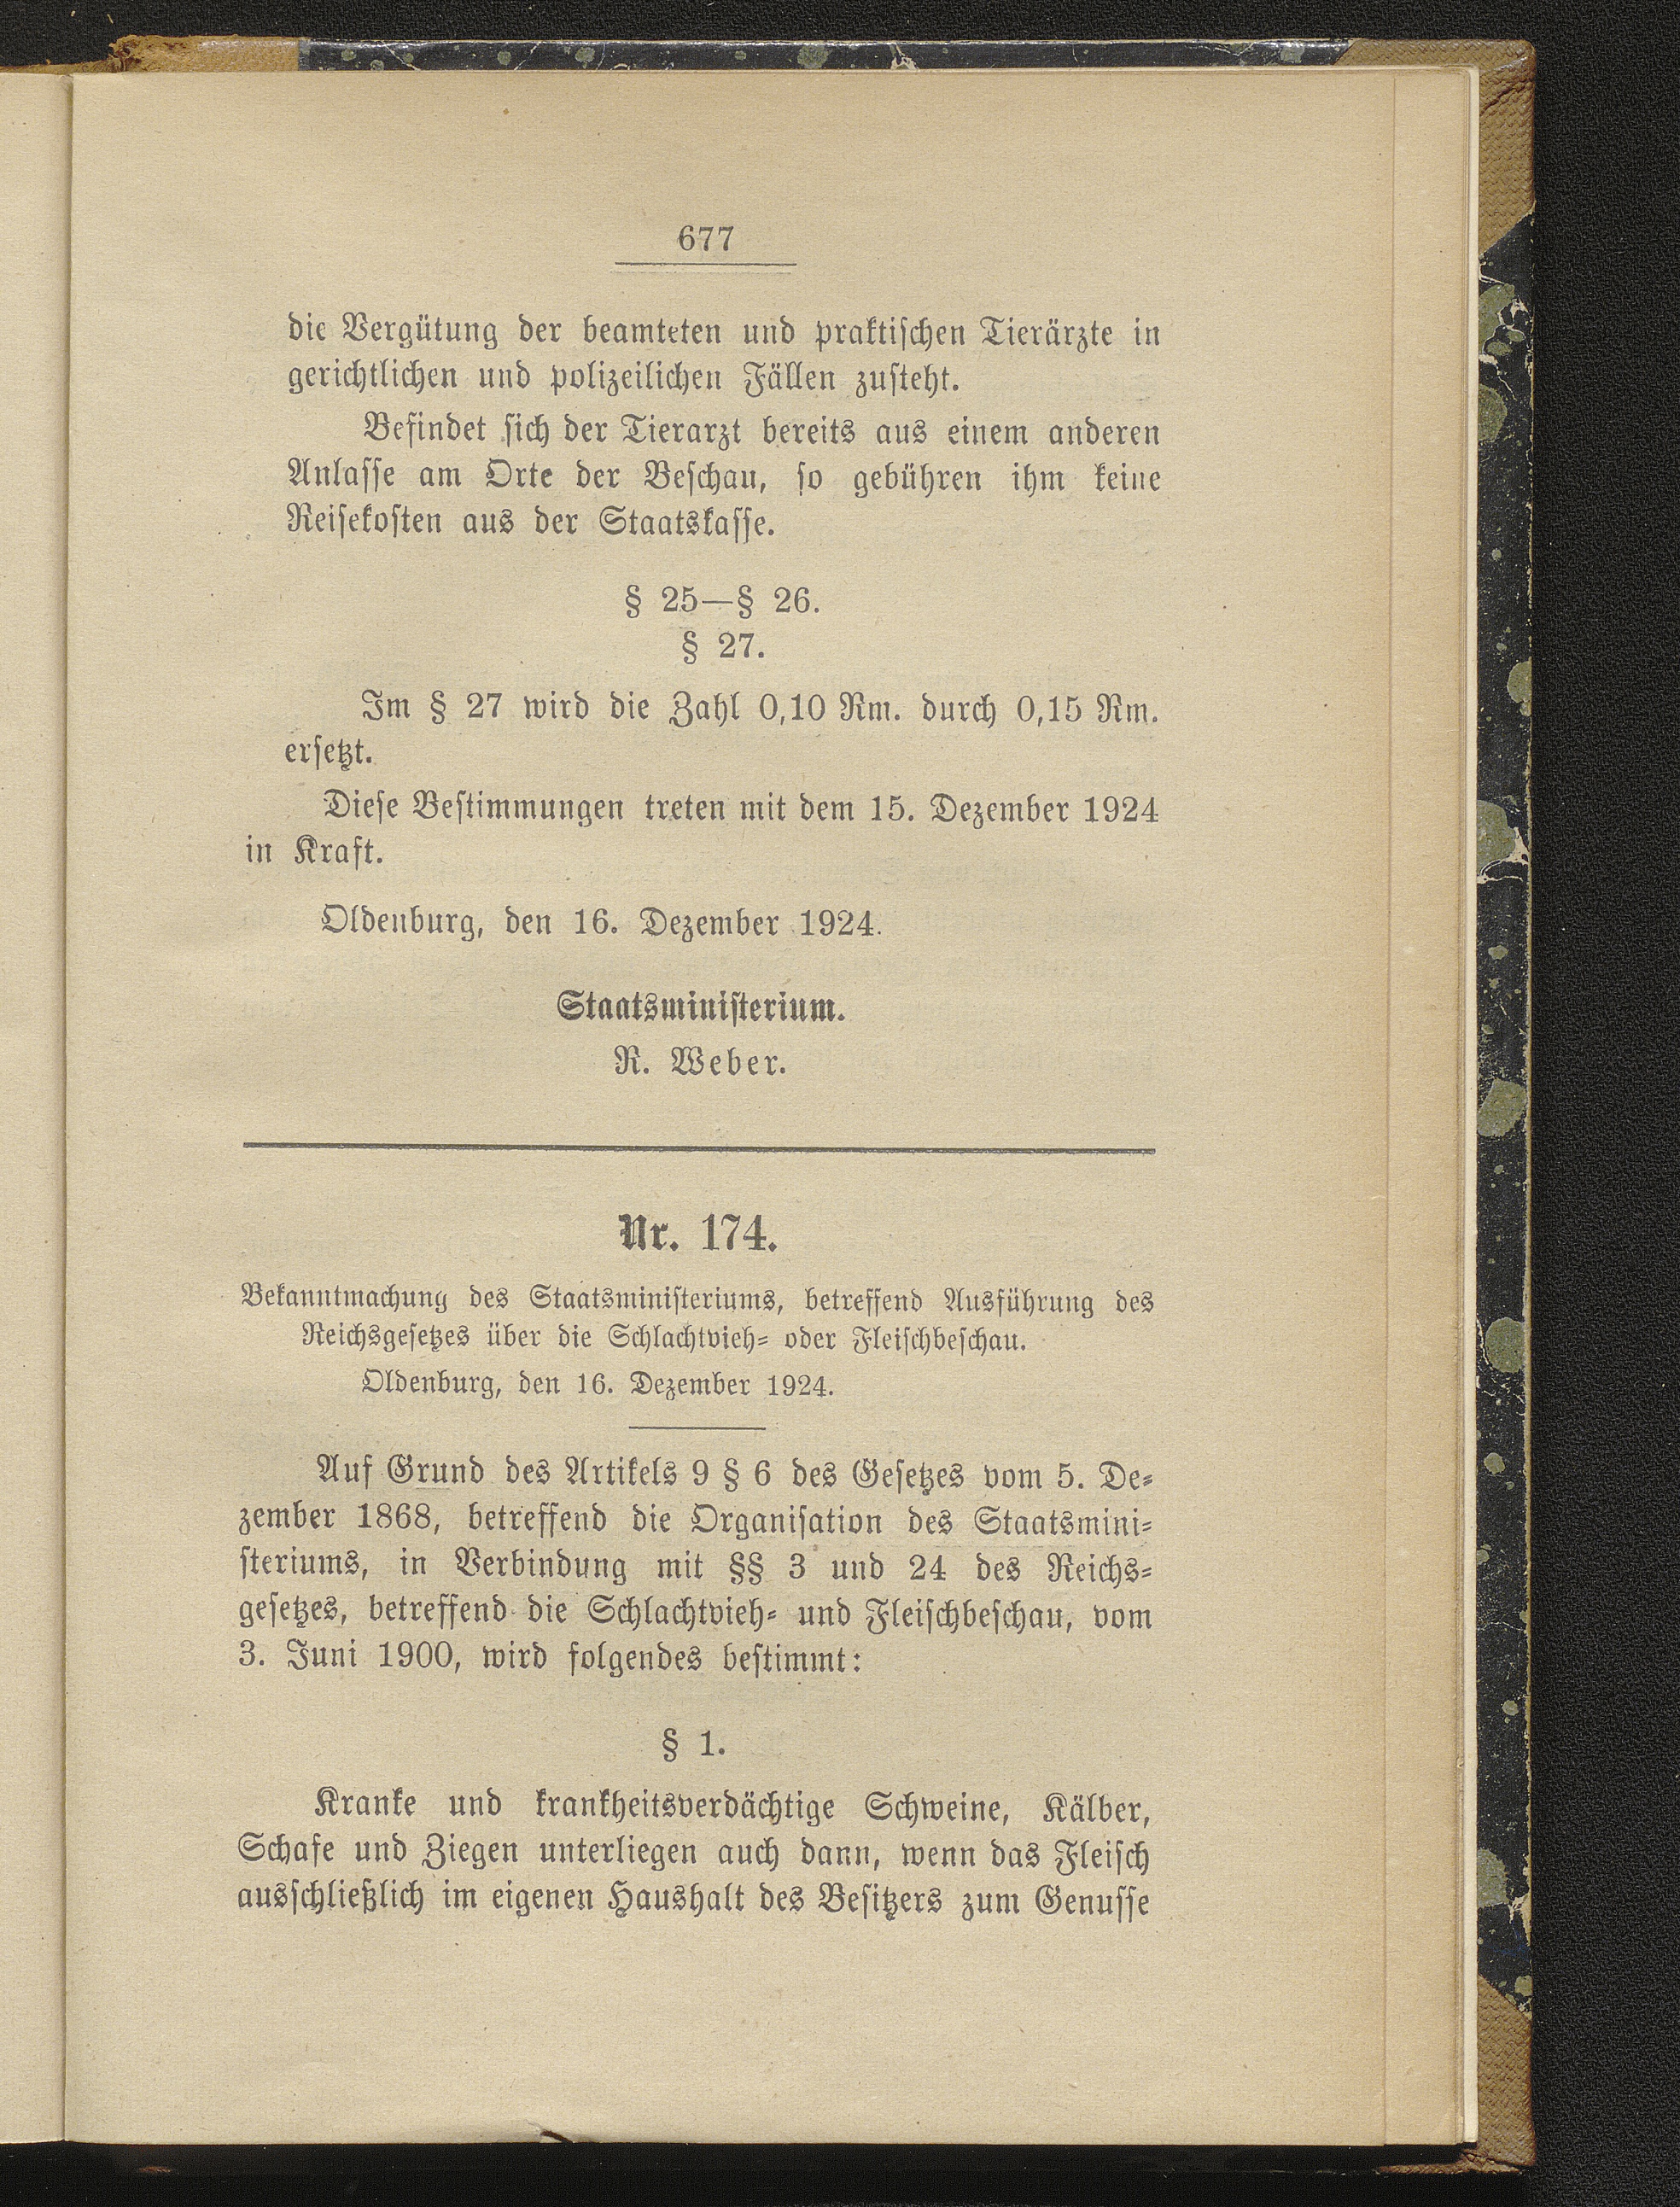 677
die Vergütung der beamteten und praktischen Tierärzte in
gerichtlichen und polizeilichen Fällen zusteht.
Befindet sich der Tierarzt bereits aus einem anderen
Anlasse am Orte der Beschau, so gebühren ihm keine
Reisekosten aus der Staatskasse.
§ 25—§ 26.
§ 27.
Im § 27 wird die Zahl 0,10 Rm. durch 0,15 Rm.
ersetzt.
Diese Bestimmungen treten mit dem 15. Dezember 1924
in Kraft.
Oldenburg, den 16. Dezember 1924.
Staatsministerium.
R. Weber.
Nr. 174.
Bekanntmachung des Staatsministeriums, betreffend Ausführung des
Reichsgesetzes über die Schlachtvieh- oder Fleischbeschau.
Oldenburg, den 16. Dezember 1924.
Auf Grund des Artikels 9 § 6 des Gesetzes vom 5. De-
zember 1868, betreffend die Organisation des Staatsmini-
steriums, in Verbindung mit §§ 3 und 24 des Reichs-
gesetzes, betreffend die Schlachtvieh- und Fleischbeschau, vom
3. Juni 1900, wird folgendes bestimmt:
§ 1.
Kranke und krankheitsverdächtige Schweine, Kälber,
Schafe und Ziegen unterliegen auch dann, wenn das Fleisch
ausschließlich im eigenen Haushalt des Besitzers zum Genusse